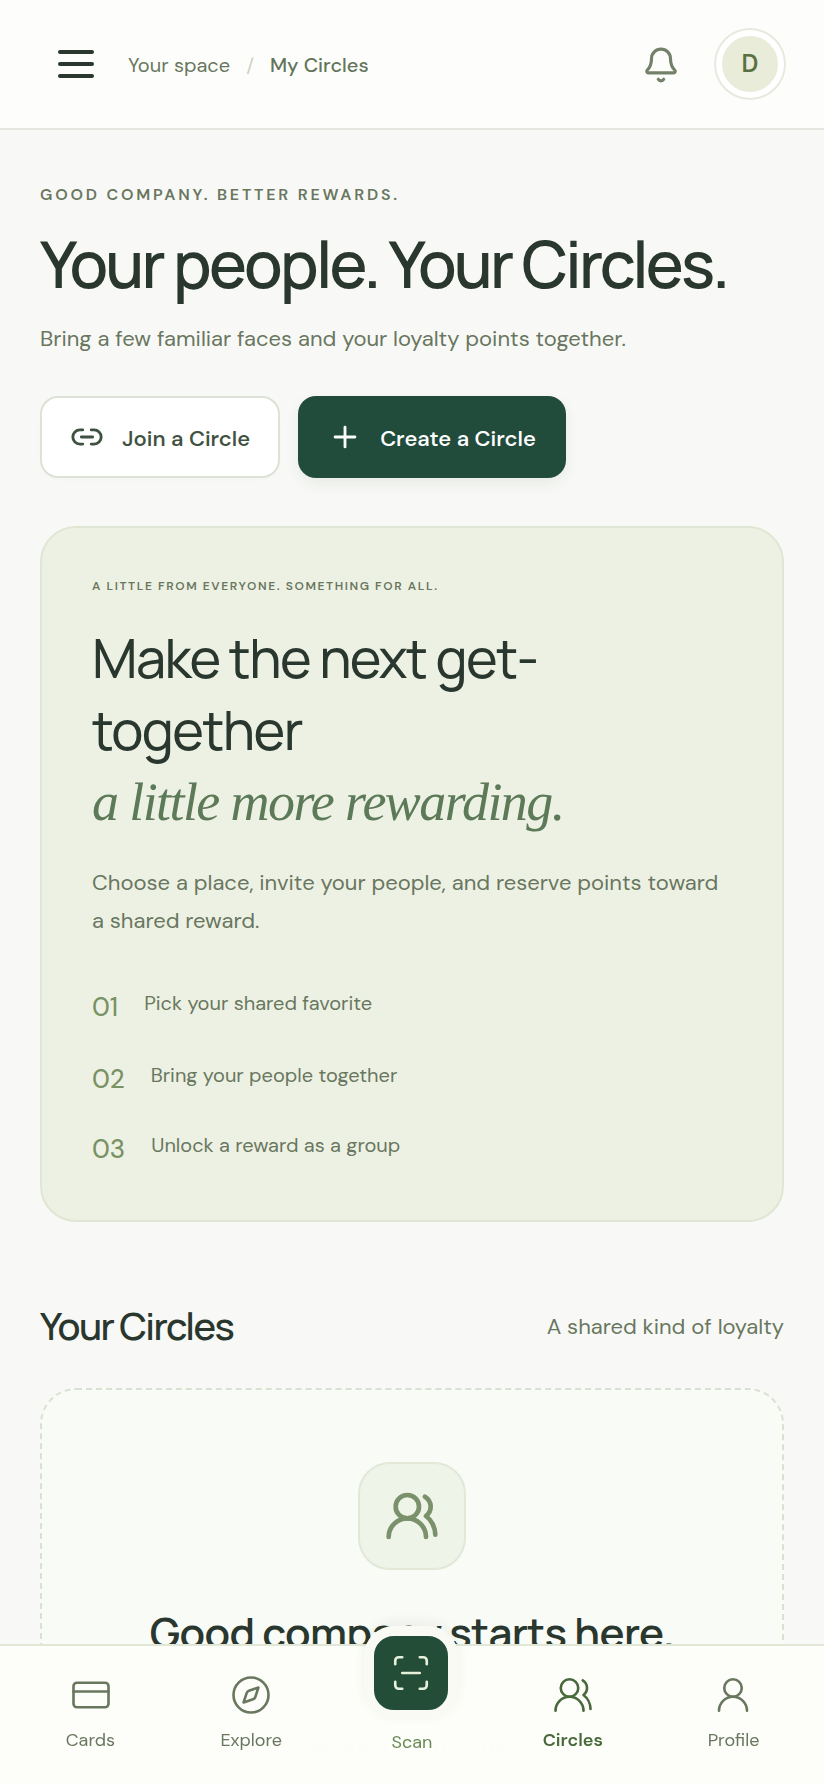 Your space / My Circles
D
GOOD COMPANY. BETTER REWARDS.
Your people. Your Circles.
Bring a few familiar faces and your loyalty points together.
Join a Circle
Create a Circle
A LITTLE FROM EVERYONE. SOMETHING FOR ALL.
Make the next get-
together
a little more rewarding.
Choose a place, invite your people, and reserve points toward
a shared reward.
01 Pick your shared favorite
02 Bring your people together
03 Unlock a reward as a group
Your Circles
A shared kind of loyalty
Good company starts here.
Cards
Explore
Scan
Circles
Profile